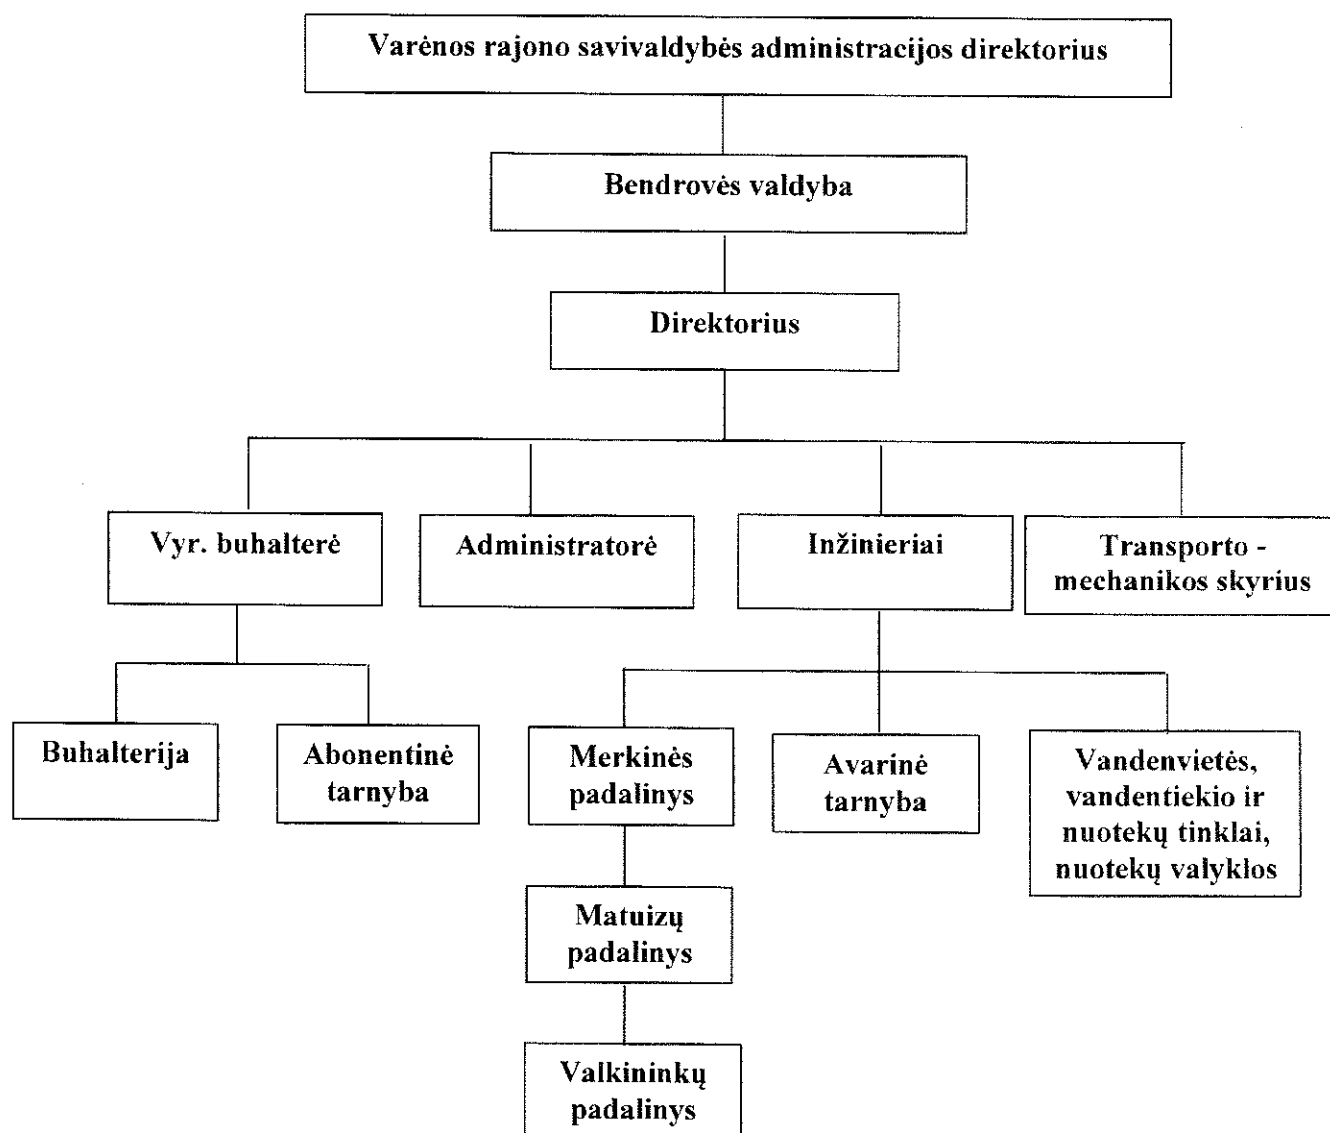 Varėnos rajono savivaldybės administracijos direktorius
Bendrovės valdyba
Direktorius
Vyr. buhalterė
Administratorė
Inžinieriai
Transporto -
mechanikos skyrius
Buhalterija
Abonentinė
tarnyba
Merkinės
padalinys
Avarinė
tarnyba
Vandenvietės,
vandentiekio ir
nuotekų tinklai,
nuotekų valyklos
Matuizų
padalinys
Valkininkų
padalinys